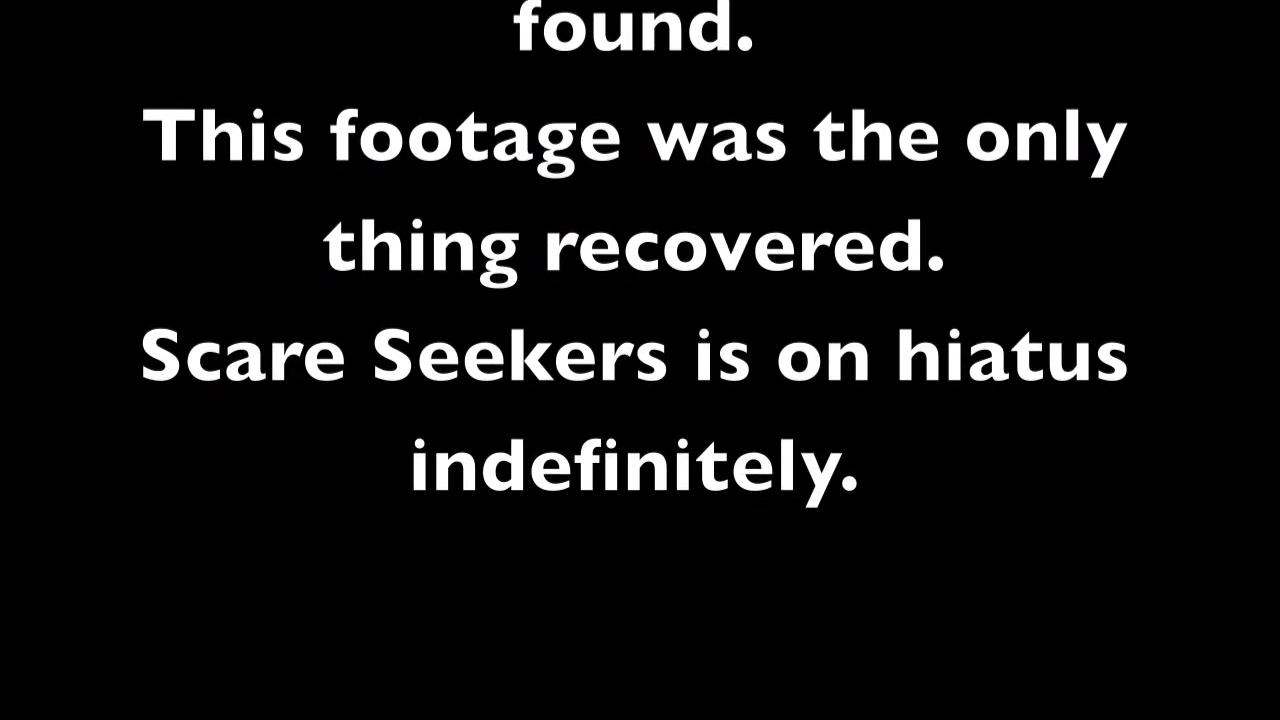 found.
This footage was the only
thing recovered.
Scare Seekers is on hiatus
indefinitely.